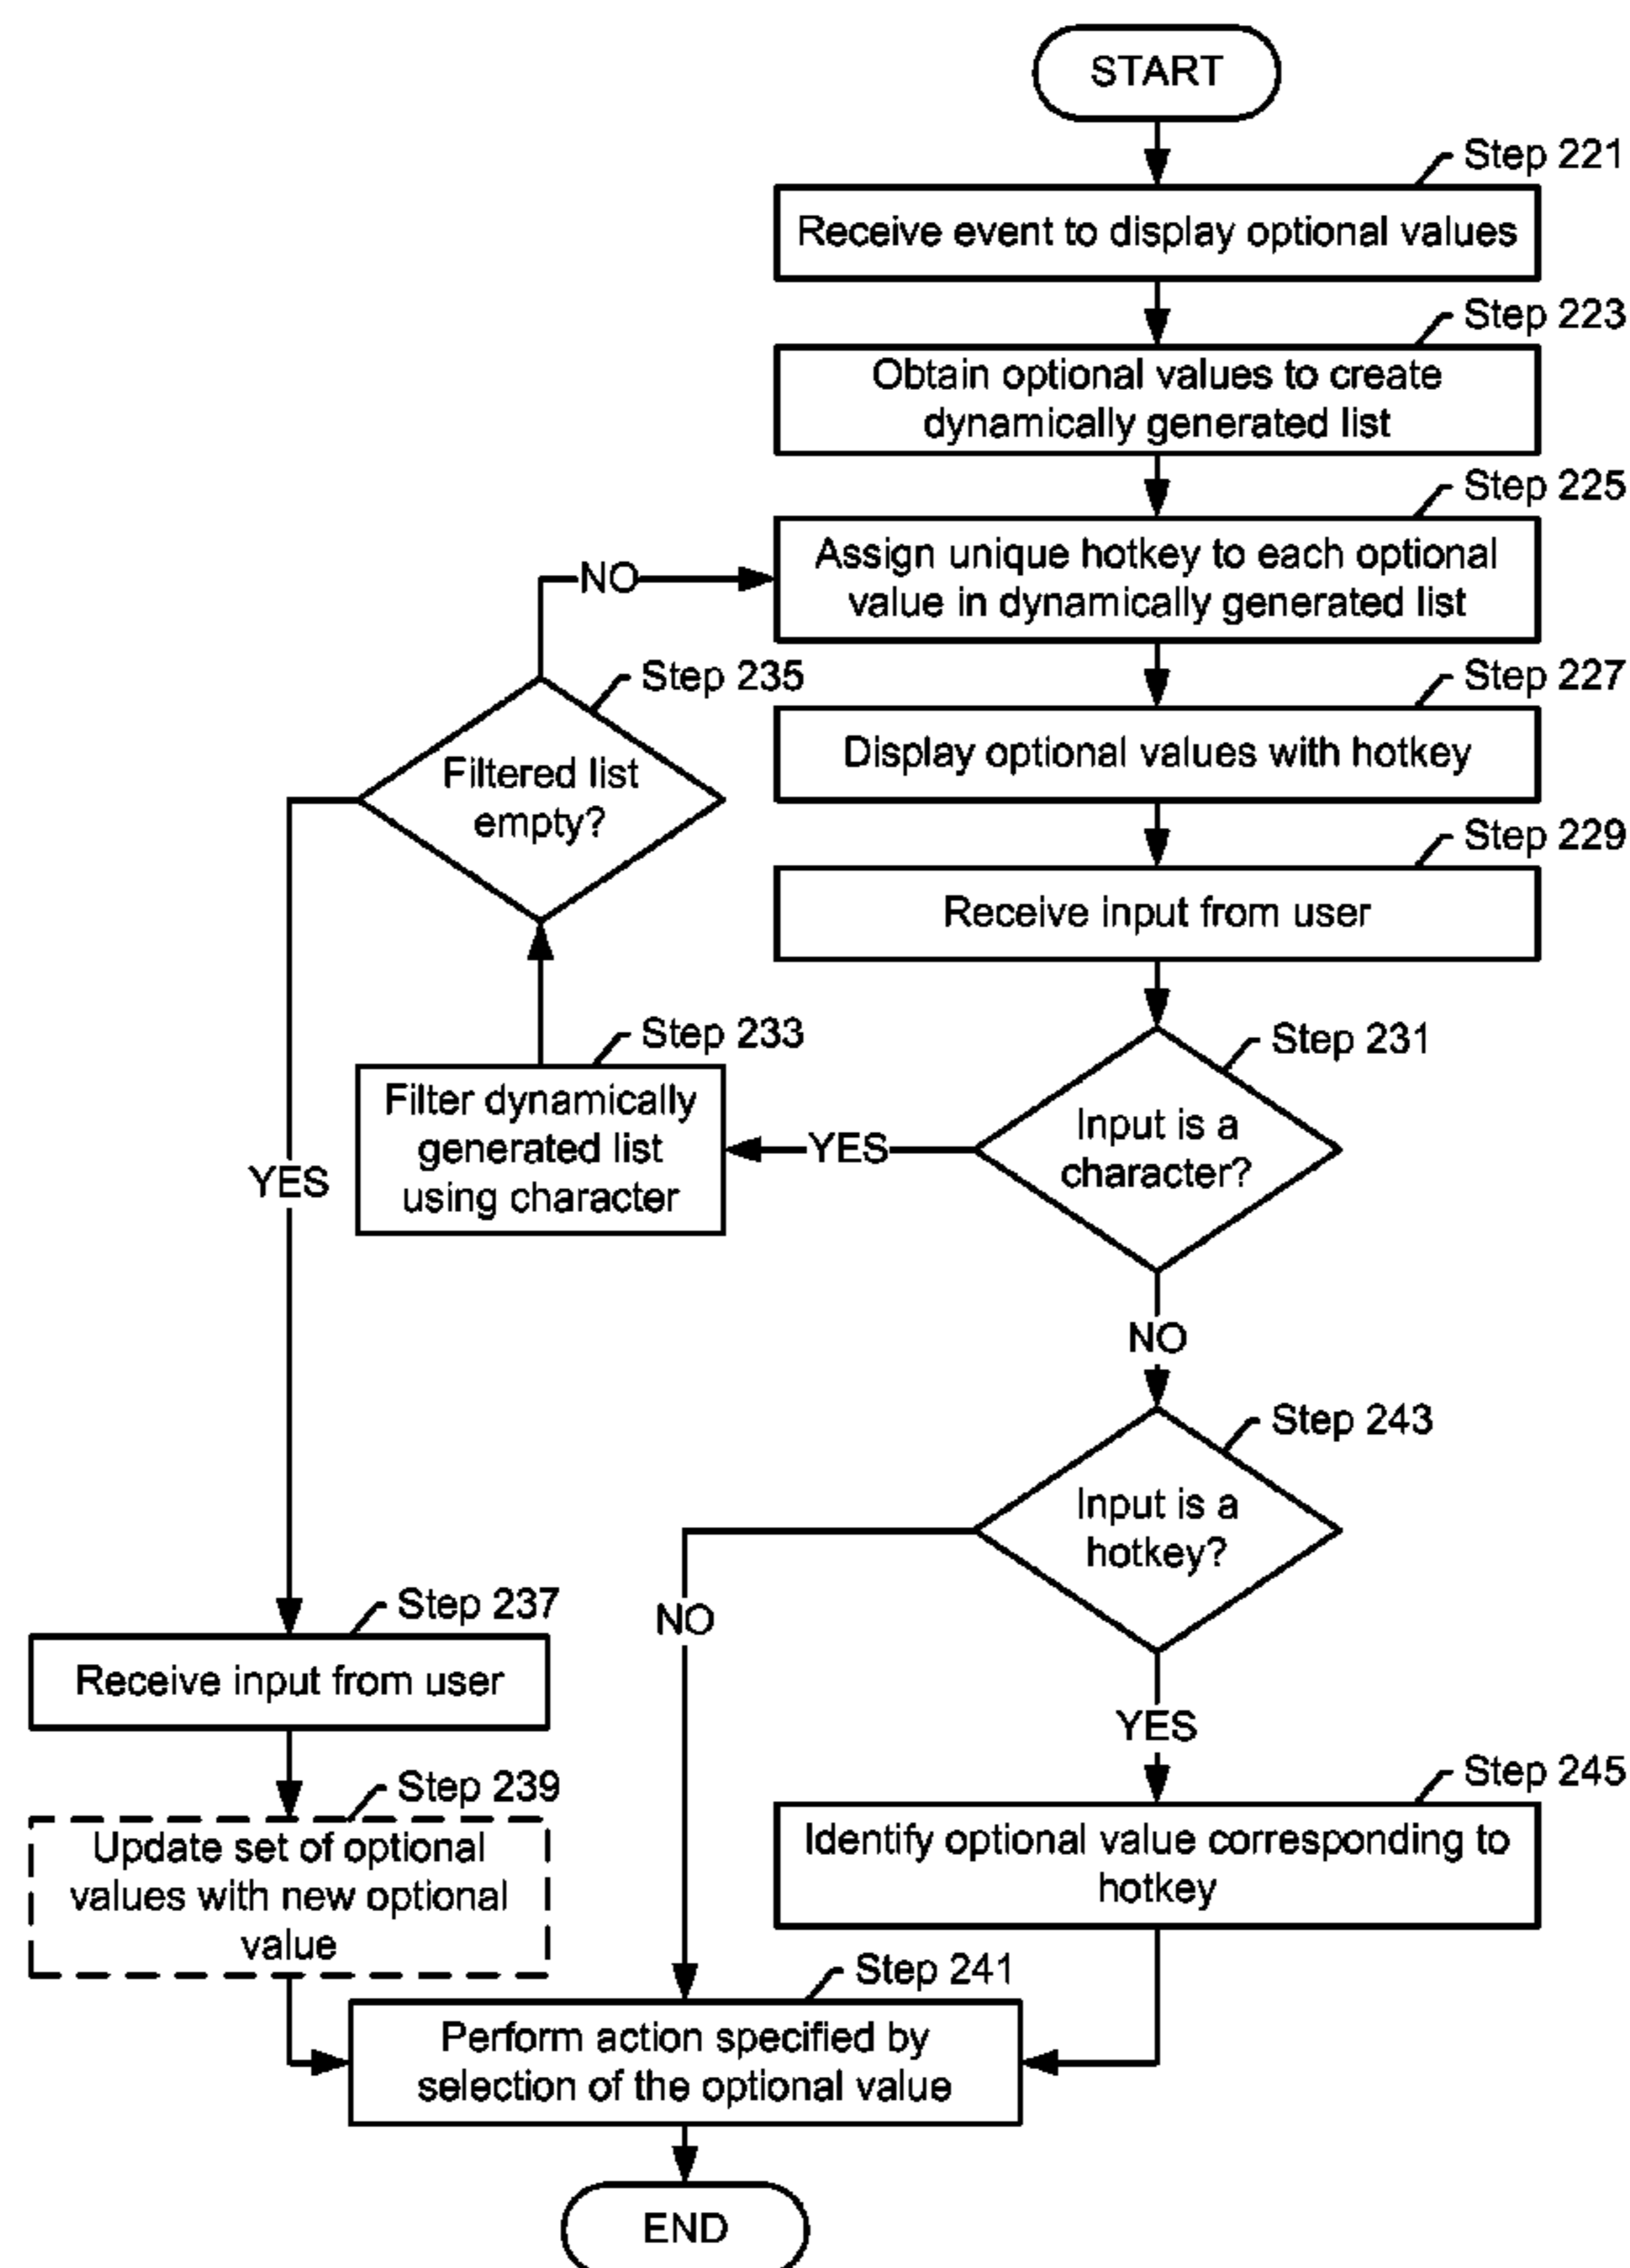 START
Step 221
Receive event to display optional values
Step 223
Obtain optional values to create
dynamically generated list
Step 225
Assign unique hotkey to each optional
value in dynamically generated list
NO
Step 235
Filtered list
empty?
Step 227
Display optional values with hotkey
Step 229
Receive input from user
Step 233
Filter dynamically
generated list
using character
YES
Step 231
Input is a
character?
YES
NO
Step 243
Input is a
hotkey?
NO
YES
Step 237
Receive input from user
Step 239
Update set of optional
values with new optional
value
Step 245
Identify optional value corresponding to
hotkey
Step 241
Perform action specified by
selection of the optional value
END